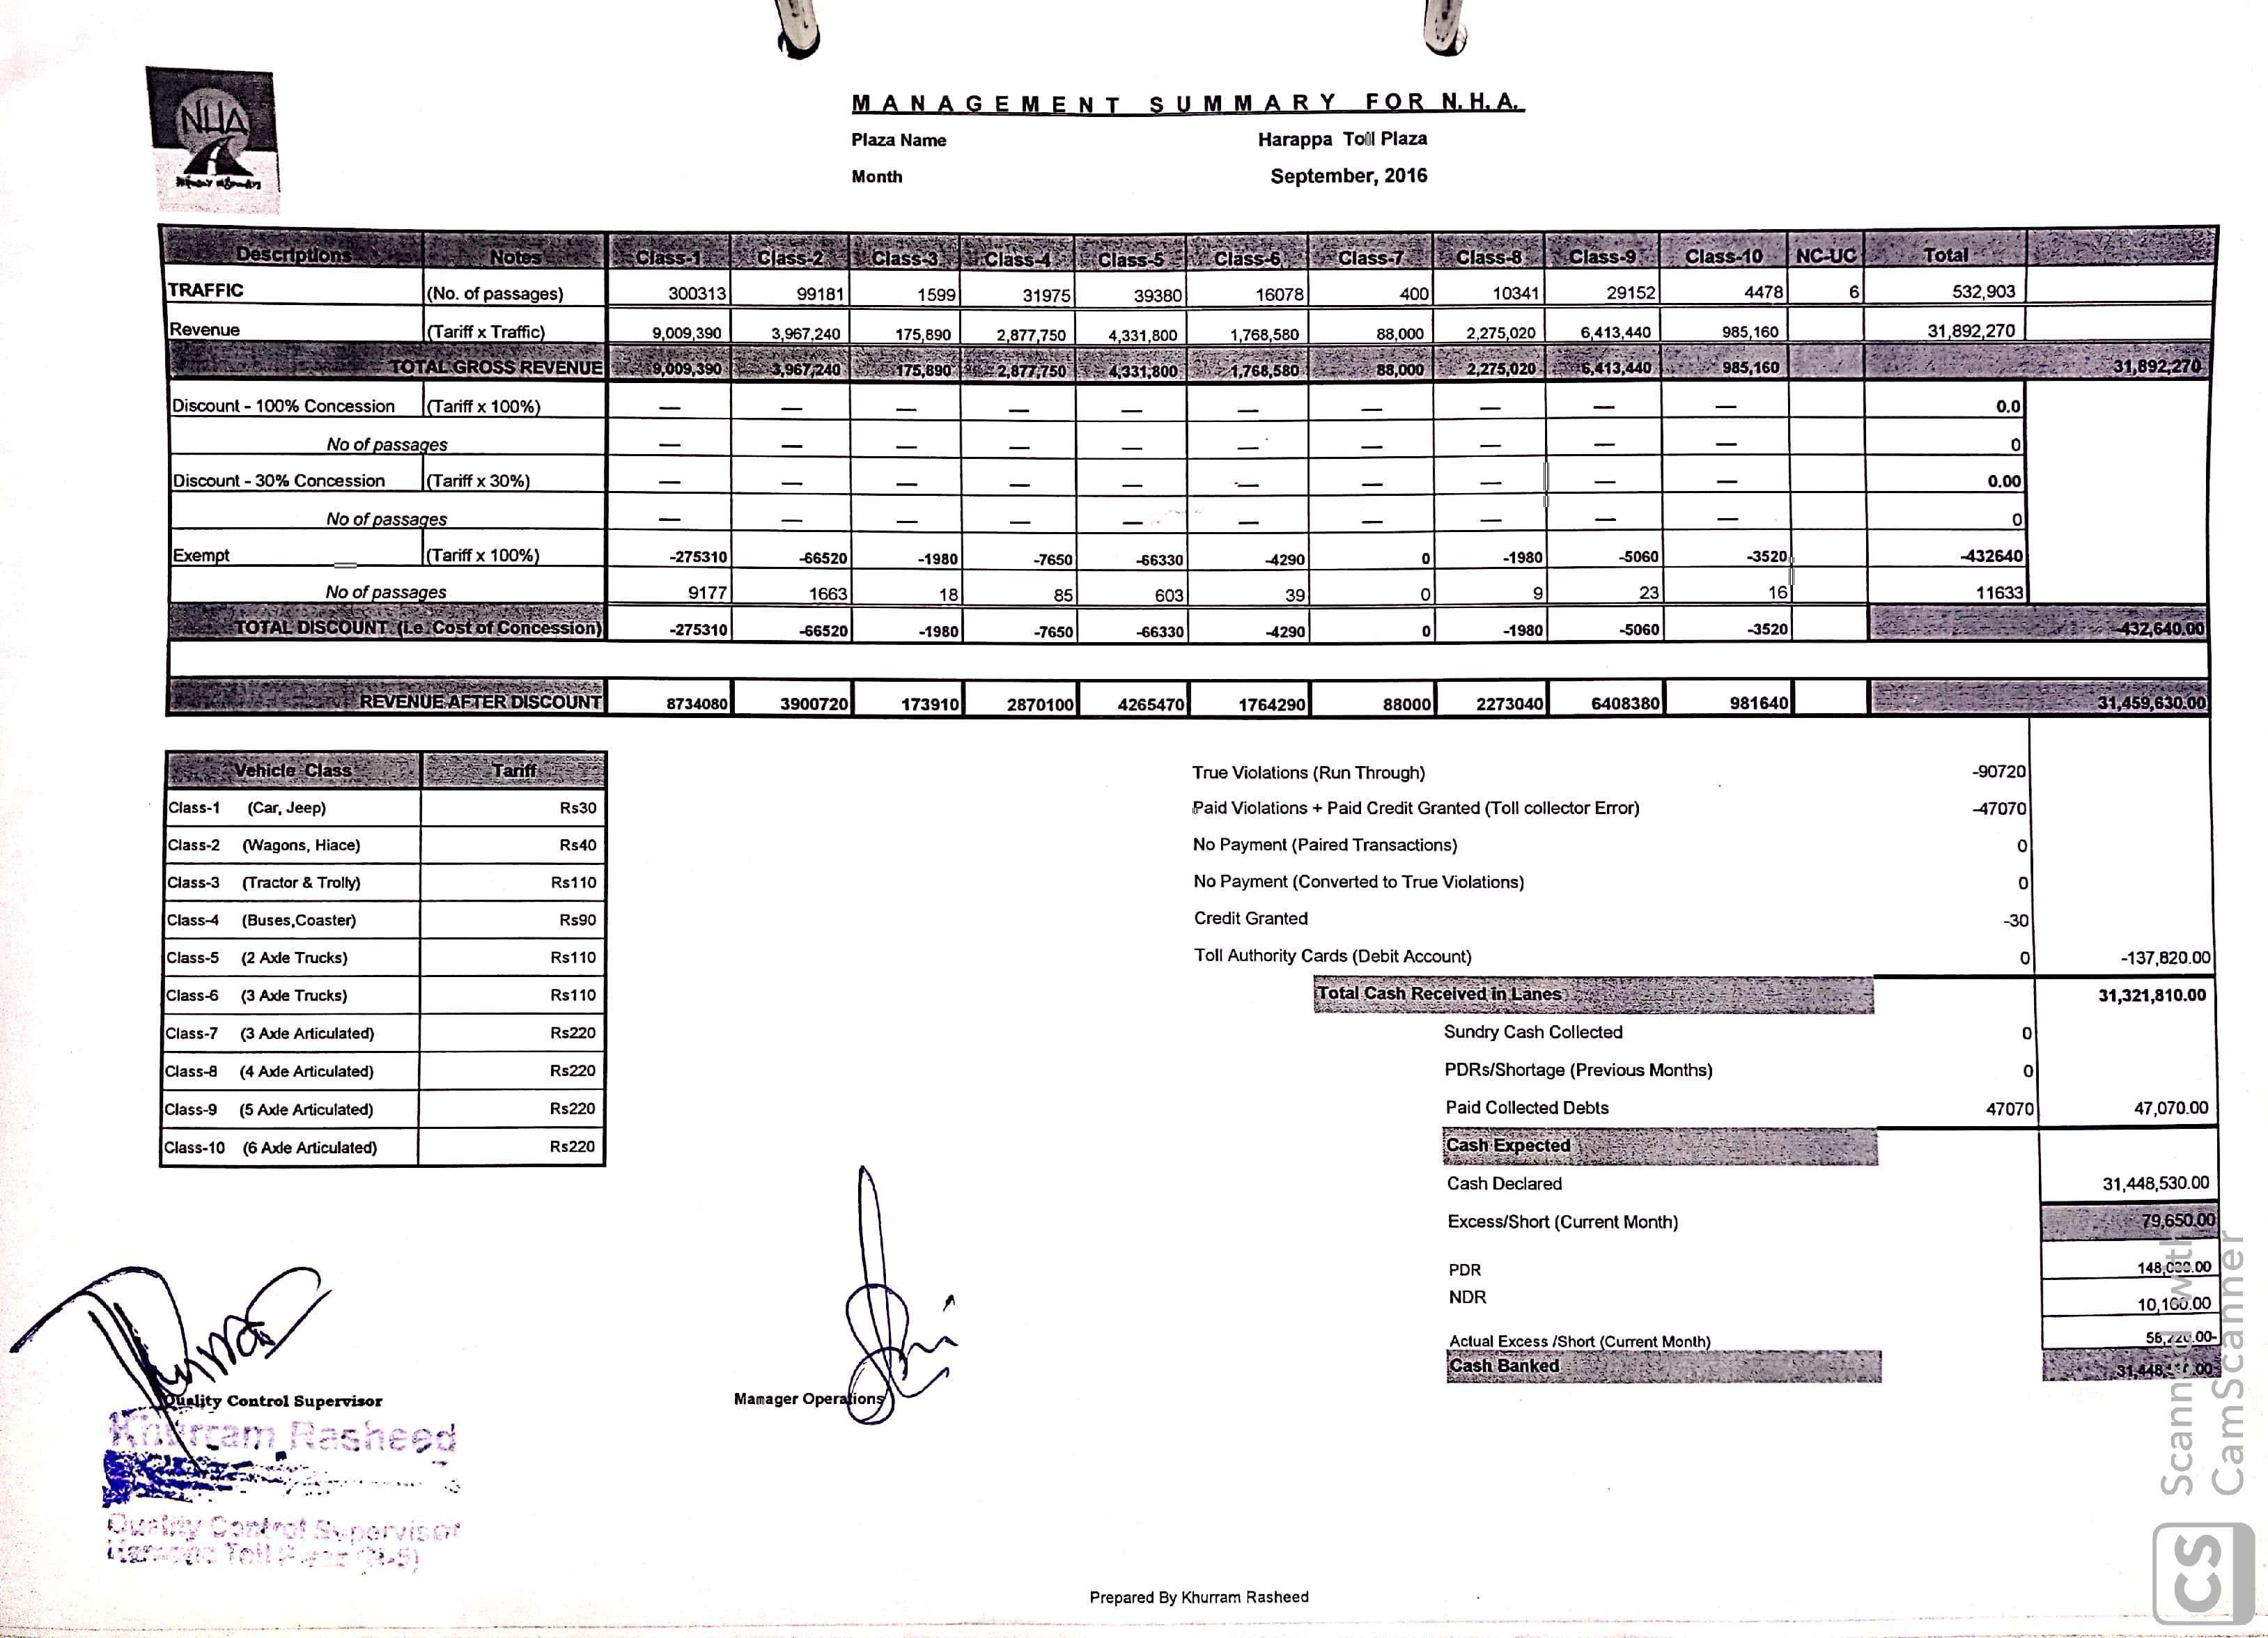 NHA
MANAGEMENT SUMMARY FOR N.H.A.
Plaza Name Harappa Toll Plaza
Month September, 2016
Descriptions Notes Class-1 Class-2 Class-3 Class-4 Class-5 Class-6 Class-7 Class-8 Class-9 Class-10 NC-UC Total
TRAFFIC (No. of passages) 300313 99181 1599 31975 39380 16078 400 10341 29152 4478 6 532,903
Revenue (Tariff x Traffic) 9,009,390 3,967,240 175,890 2,877,750 4,331,800 1,768,580 88,000 2,275,020 6,413,440 985,160 31,892,270
TOTAL GROSS REVENUE 9,009,390 3,967,240 175,890 2,877,750 4,331,800 1,768,580 88,000 2,275,020 6,413,440 985,160 31,892,270
Discount - 100% Concession (Tariff x 100%) — — — — — — — — — — 0.0
No of passages — — — — — — — — — — 0
Discount - 30% Concession (Tariff x 30%) — — — — — — — — — — 0.00
No of passages — — — — — — — — — — 0
Exempt (Tariff x 100%) -275310 -66520 -1980 -7650 -66330 -4290 0 -1980 -5060 -3520 -432640
No of passages 9177 1663 18 85 603 39 0 9 23 16 11633
TOTAL DISCOUNT (i.e. Cost of Concession) -275310 -66520 -1980 -7650 -66330 -4290 0 -1980 -5060 -3520 -432,640.00
REVENUE AFTER DISCOUNT 8734080 3900720 173910 2870100 4265470 1764290 88000 2273040 6408380 981640 31,459,630.00
Vehicle Class Tariff
Class-1 (Car, Jeep) Rs30
Class-2 (Wagons, Hiace) Rs40
Class-3 (Tractor & Trolly) Rs110
Class-4 (Buses,Coaster) Rs90
Class-5 (2 Axle Trucks) Rs110
Class-6 (3 Axle Trucks) Rs110
Class-7 (3 Axle Articulated) Rs220
Class-8 (4 Axle Articulated) Rs220
Class-9 (5 Axle Articulated) Rs220
Class-10 (6 Axle Articulated) Rs220
True Violations (Run Through) -90720
Paid Violations + Paid Credit Granted (Toll collector Error) -47070
No Payment (Paired Transactions) 0
No Payment (Converted to True Violations) 0
Credit Granted -30
Toll Authority Cards (Debit Account) 0 -137,820.00
Total Cash Received in Lanes 31,321,810.00
Sundry Cash Collected 0
PDRs/Shortage (Previous Months) 0
Paid Collected Debts 47070 47,070.00
Cash Expected
Cash Declared 31,448,530.00
Excess/Short (Current Month) 79,650.00
PDR
NDR
Actual Excess /Short (Current Month)
Cash Banked
Quality Control Supervisor
Khurram Rasheed
Quality Control Supervisor
Toll
Mamager Operations
Prepared By Khurram Rasheed
CS Scanned with
CamScanner